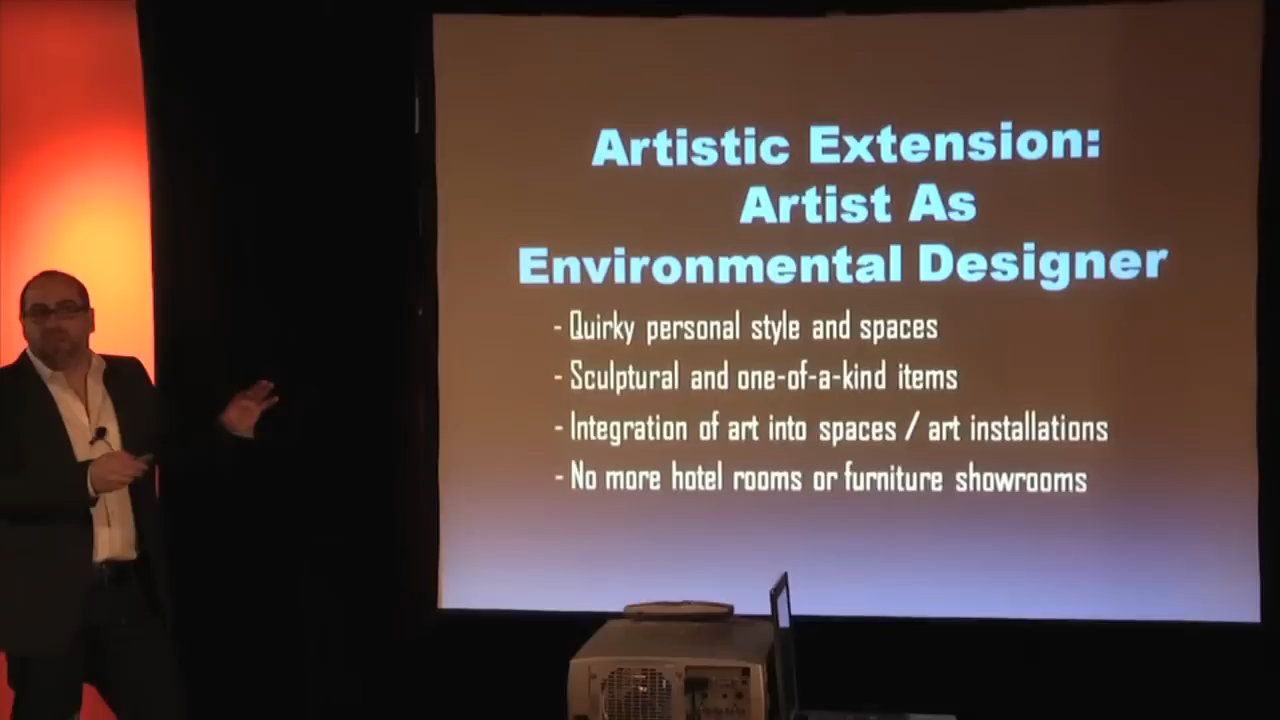 Artistic Extension:
Artist As
Environmental Designer
- Quirky personal style and spaces
- Sculptural and one-of-a-kind items
- Integration of art into spaces / art installations
- No more hotel rooms or furniture showrooms